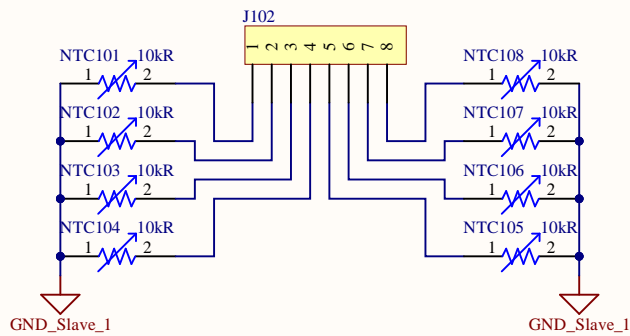 J102
1 2 3 4 5 6 7 8
NTC101 10kR
1 2
NTC102 10kR
1 2
NTC103 10kR
1 2
NTC104 10kR
1 2
GND_Slave_1
NTC108 10kR
1 2
NTC107 10kR
1 2
NTC106 10kR
1 2
NTC105 10kR
1 2
GND_Slave_1